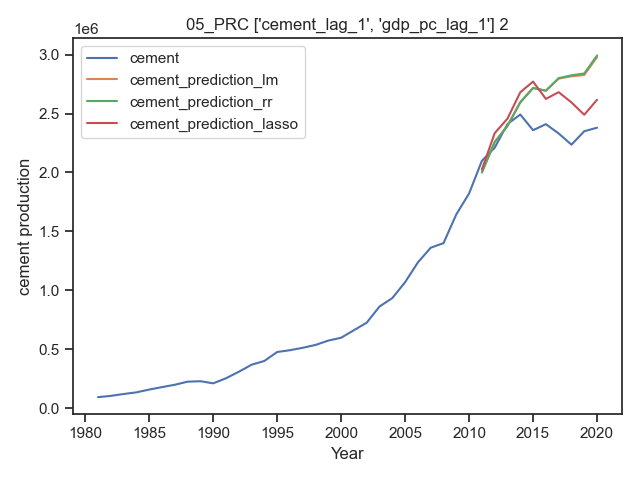 05_PRC ['cement_lag_1', 'gdp_pc_lag_1'] 2
1e6
cement
cement_prediction_lm
cement_prediction_rr
cement_prediction_lasso
3.0
2.5
2.0
1.5
1.0
0.5
0.0
cement production
1980 1985 1990 1995 2000 2005 2010 2015 2020
Year